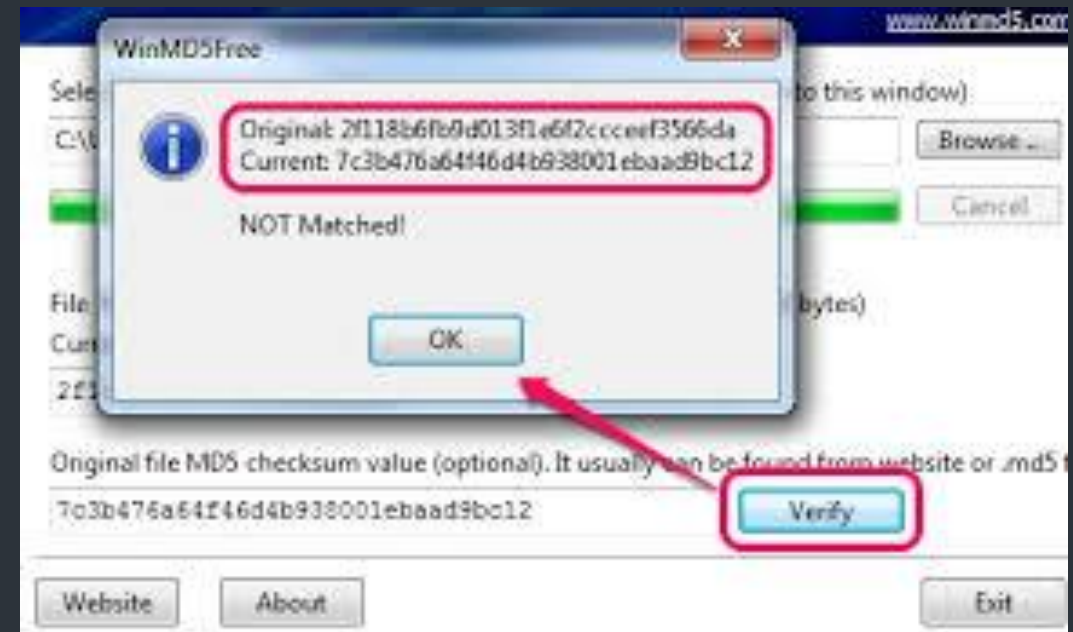 www.winmd5.com
WinMD5Free
Sele
to this window)
C:\
Browse ..
Original: 2f118b6fb9d013f1e6f2ccceef3566da
Current: 7c3b476a64f46d4b938001ebaad9bc12
Cancel
NOT Matched!
File
bytes)
Curr
OK
2f1
Original file MD5 checksum value (optional). It usually can be found from website or .md5 f
7c3b476a64f46d4b938001ebaad9bc12
Verify
Website
About
Exit